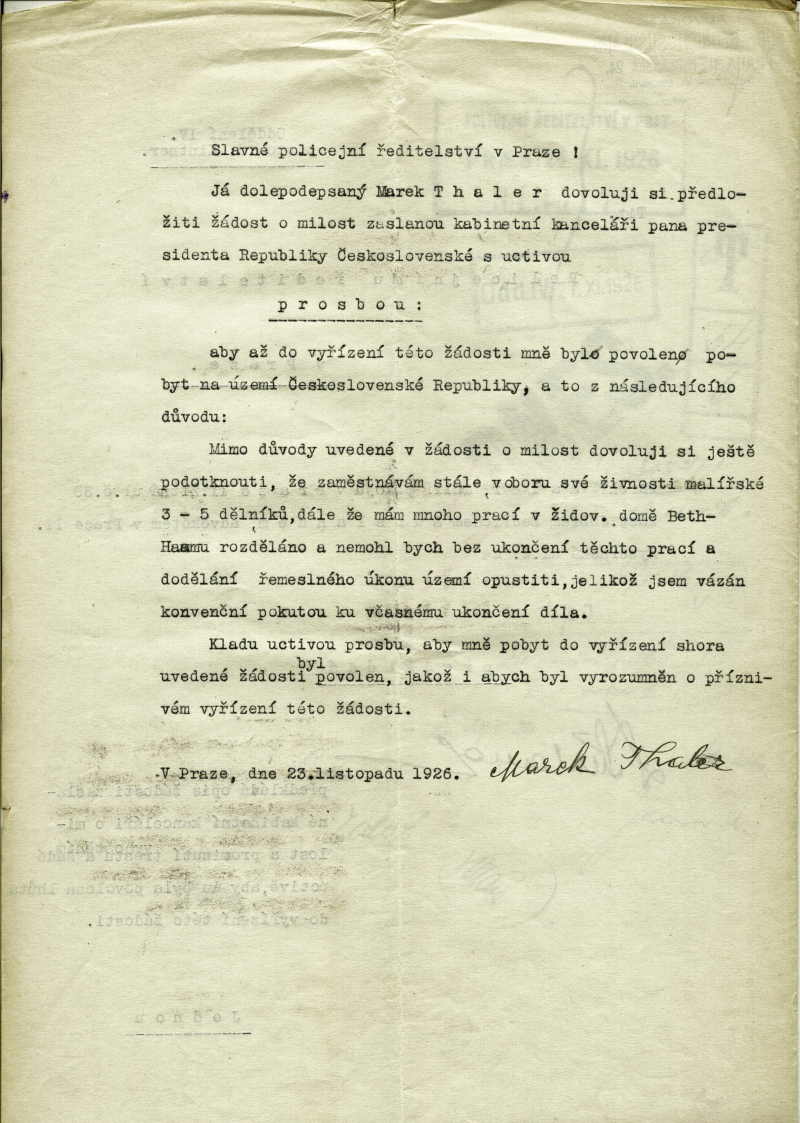 Slavné policejní ředitelství v Praze !
Já dolepodepsaný Marek T h a l e r dovoluji si předlo-
žiti žádost o milost zaslanou kabinetní kanceláři pana pre-
sidenta Republiky Československé s uctivou
p r o s b o u :
aby až do vyřízení této žádosti mně byl povolen po-
byt na území Československé Republiky, a to z následujícího
důvodu:
Mimo důvody uvedené v žádosti o milost dovoluji si ještě
podotknouti, že zaměstnávám stále v oboru své živnosti malířské
3 - 5 dělníků, dále že mám mnoho prací v židov. domě Beth-
Haamu rozděláno a nemohl bych bez ukončení těchto prací a
dodělání řemeslného úkonu území opustiti, jelikož jsem vázán
konvenční pokutou ku včasnému ukončení díla.
Kladu uctivou prosbu, aby mně pobyt do vyřízení shora
uvedené žádosti byl povolen, jakož i abych byl vyrozumněn o přízni-
vém vyřízení této žádosti.
V Praze, dne 23.listopadu 1926. Marek Thaler